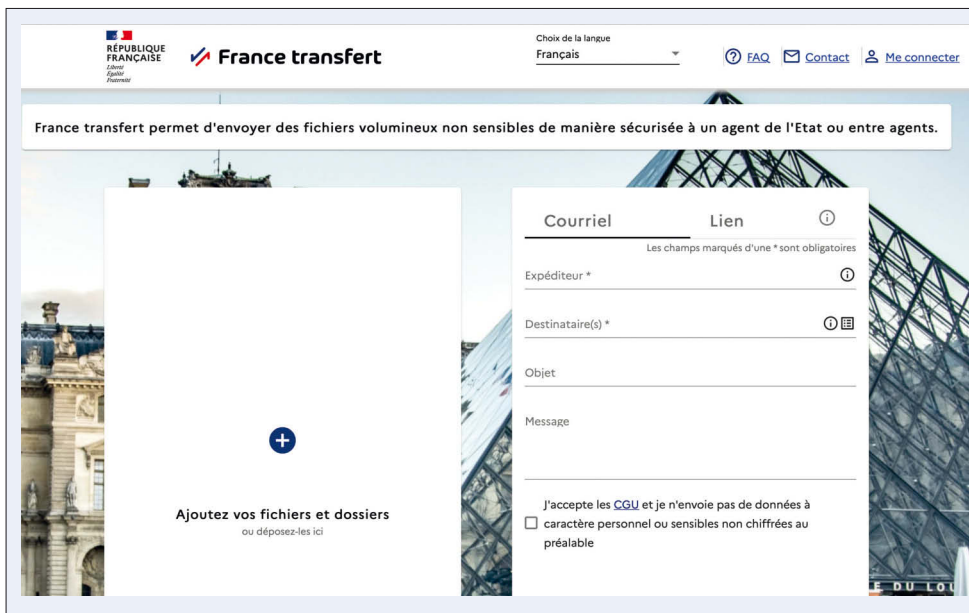 RÉPUBLIQUE
FRANÇAISE
Liberté
Égalité
Fraternité
France transfert
Choix de la langue
Français
FAQ
Contact
Me connecter
France transfert permet d'envoyer des fichiers volumineux non sensibles de manière sécurisée à un agent de l'Etat ou entre agents.
Ajoutez vos fichiers et dossiers
ou déposez-les ici
Courriel
Lien
Les champs marqués d'une * sont obligatoires
Expéditeur *
Destinataire(s) *
Objet
Message
J'accepte les CGU et je n'envoie pas de données à
caractère personnel ou sensibles non chiffrées au
préalable
E DU LOU